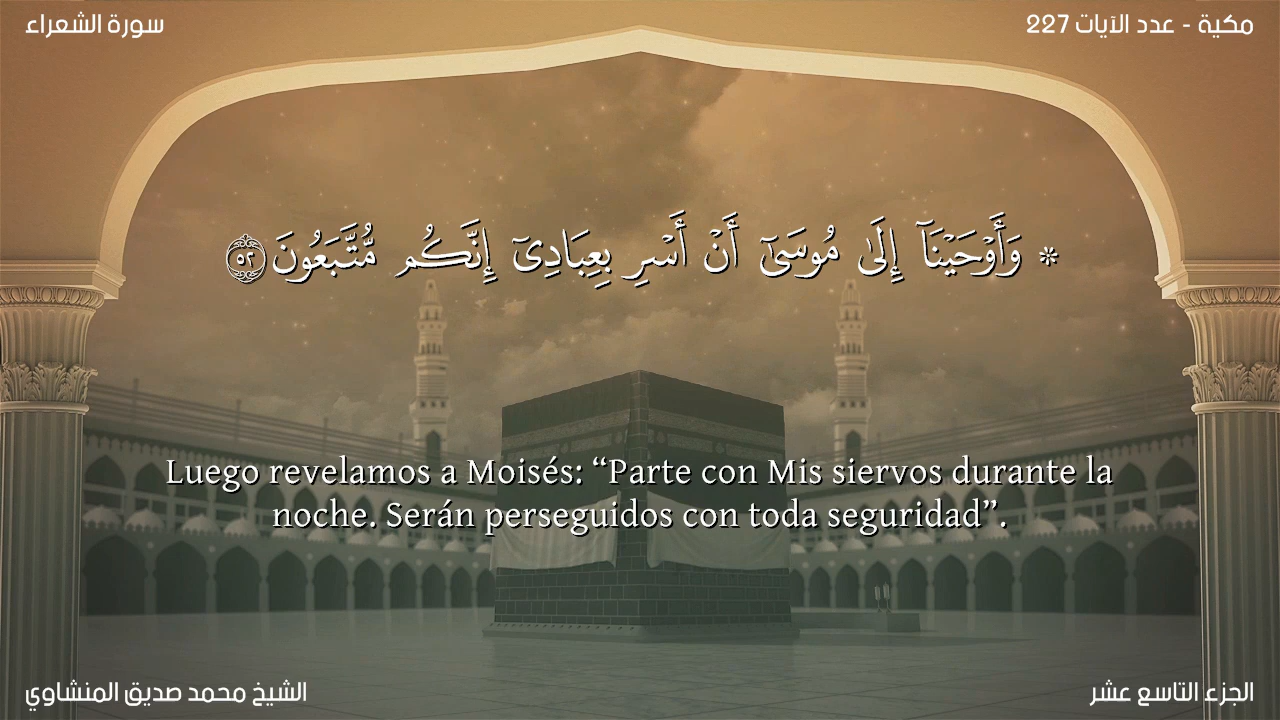 سورة الشعراء
مكية - عدد الآيات 227
* وَأَوْحَيْنَآ إِلَىٰ مُوسَىٰٓ أَنْ أَسْرِ بِعِبَادِىٓ إِنَّكُم مُّتَّبَعُونَ ٥٢
Luego revelamos a Moisés: “Parte con Mis siervos durante la
noche. Serán perseguidos con toda seguridad”.
الشيخ محمد صديق المنشاوي
الجزء التاسع عشر